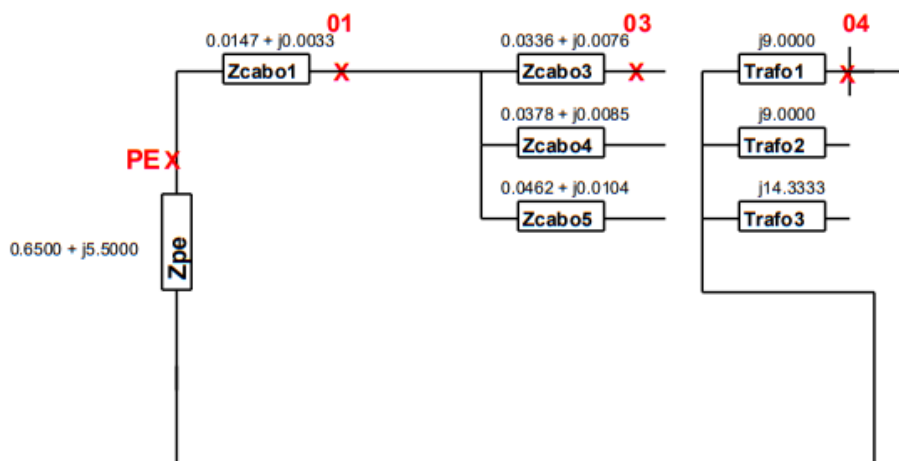 01
03
04
0.0147 + j0.0033
0.0336 + j0.0076
j9.0000
Zcabo1
Zcabo3
Trafo1
X
X
X
0.0378 + j0.0085
j9.0000
PE X
Zcabo4
Trafo2
0.0462 + j0.0104
j14.3333
Zcabo5
Trafo3
0.6500 + j5.5000
Zpe